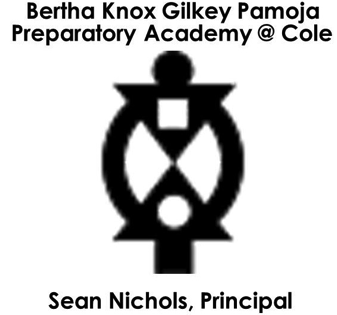 Bertha Knox Gilkey Pamoja
Preparatory Academy @ Cole
Sean Nichols, Principal